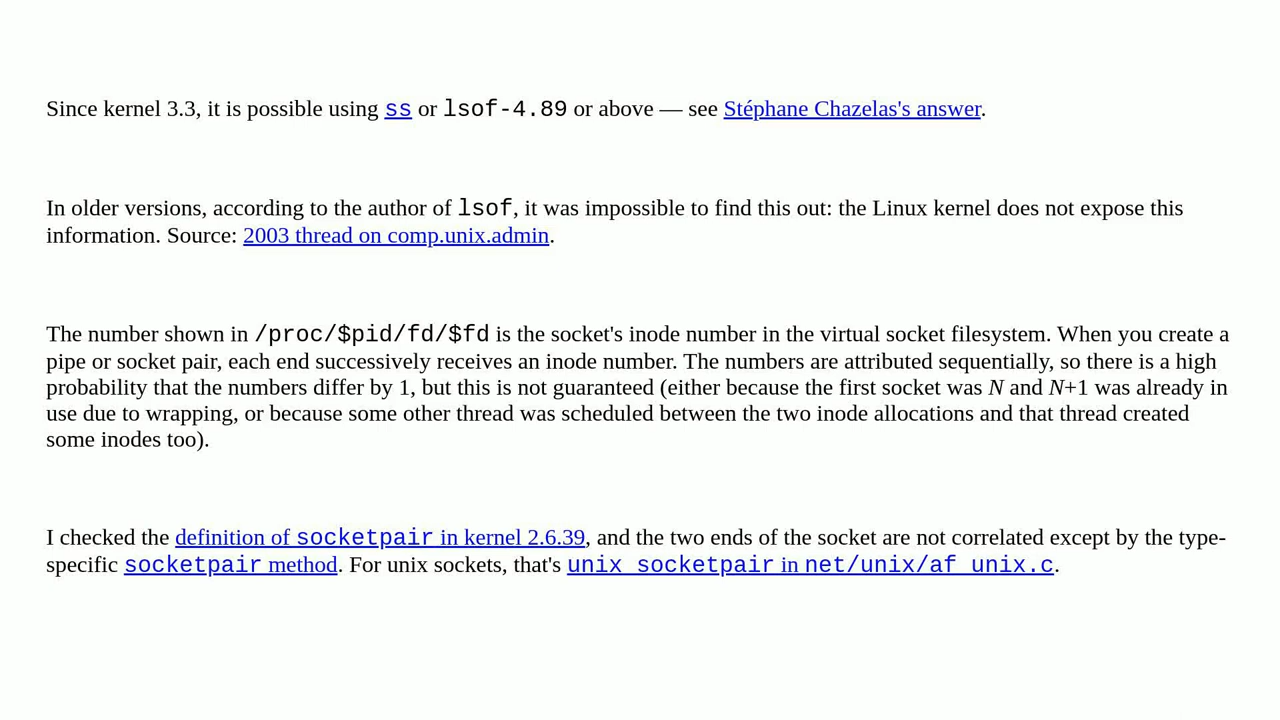 Since kernel 3.3, it is possible using ss or lsof-4.89 or above — see Stéphane Chazelas's answer.
In older versions, according to the author of lsof, it was impossible to find this out: the Linux kernel does not expose this
information. Source: 2003 thread on comp.unix.admin.
The number shown in /proc/$pid/fd/$fd is the socket's inode number in the virtual socket filesystem. When you create a
pipe or socket pair, each end successively receives an inode number. The numbers are attributed sequentially, so there is a high
probability that the numbers differ by 1, but this is not guaranteed (either because the first socket was N and N+1 was already in
use due to wrapping, or because some other thread was scheduled between the two inode allocations and that thread created
some inodes too).
I checked the definition of socketpair in kernel 2.6.39, and the two ends of the socket are not correlated except by the type-
specific socketpair method. For unix sockets, that's unix_socketpair in net/unix/af_unix.c.